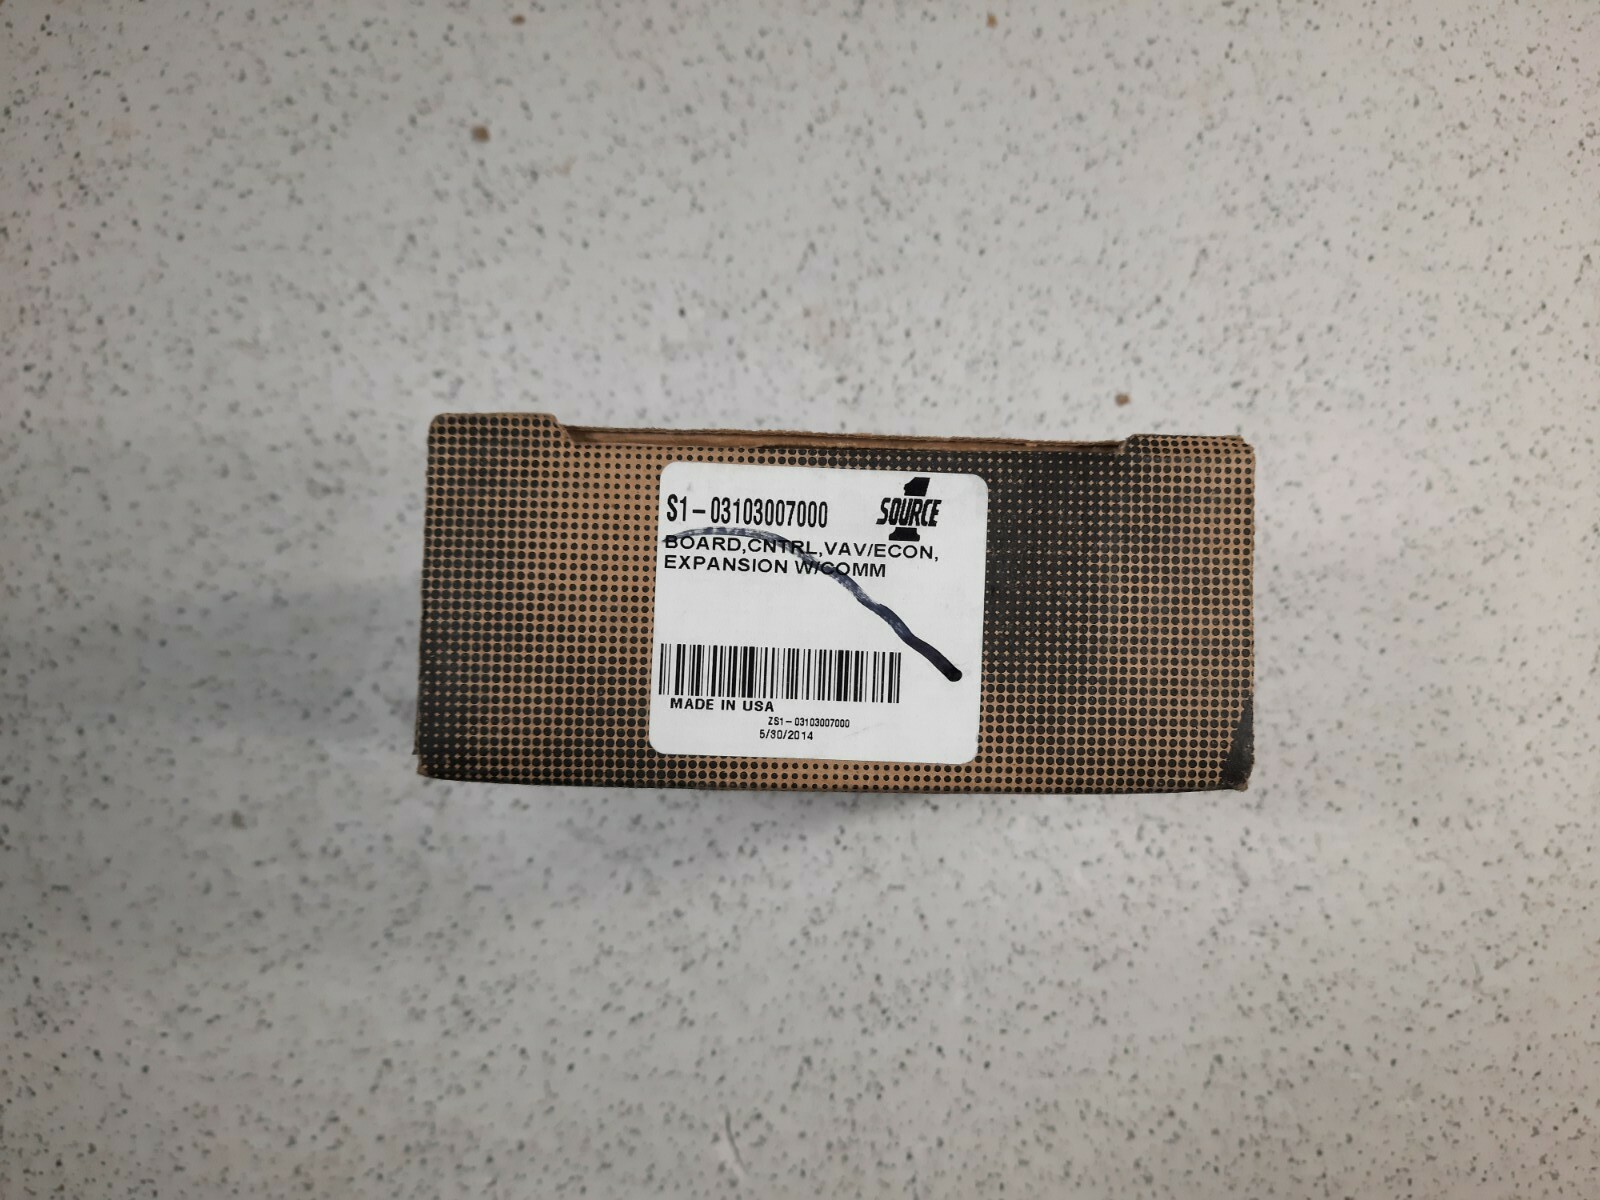 S1-03103007000
1
SOURCE
BOARD,CNTRL,VAV/ECON,
EXPANSION W/COMM
MADE IN USA
ZS1-03103007000
5/30/2014